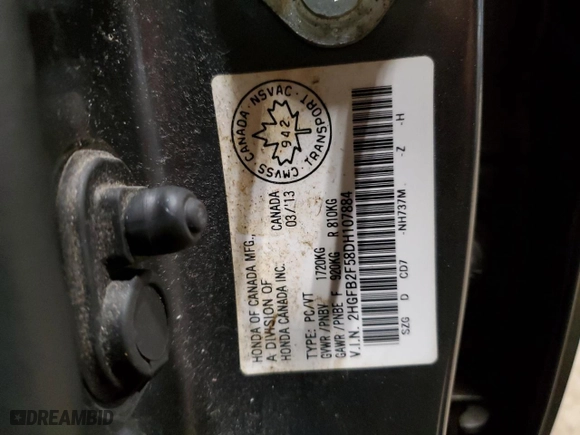 HONDA OF CANADA MFG., CANADA
A DIVISION OF 03/'13
HONDA CANADA INC.
CMVSS · CANADA · NSVAC · TRANSPORT
942
TYPE: PC/VT
GVWR/PNBV 1720KG
GAWR/PNBE F 920KG R 810KG
V.I.N. 2HGFB2F58DH107884
SZG D CD7 -NH737M -Z -H
DREAMBID